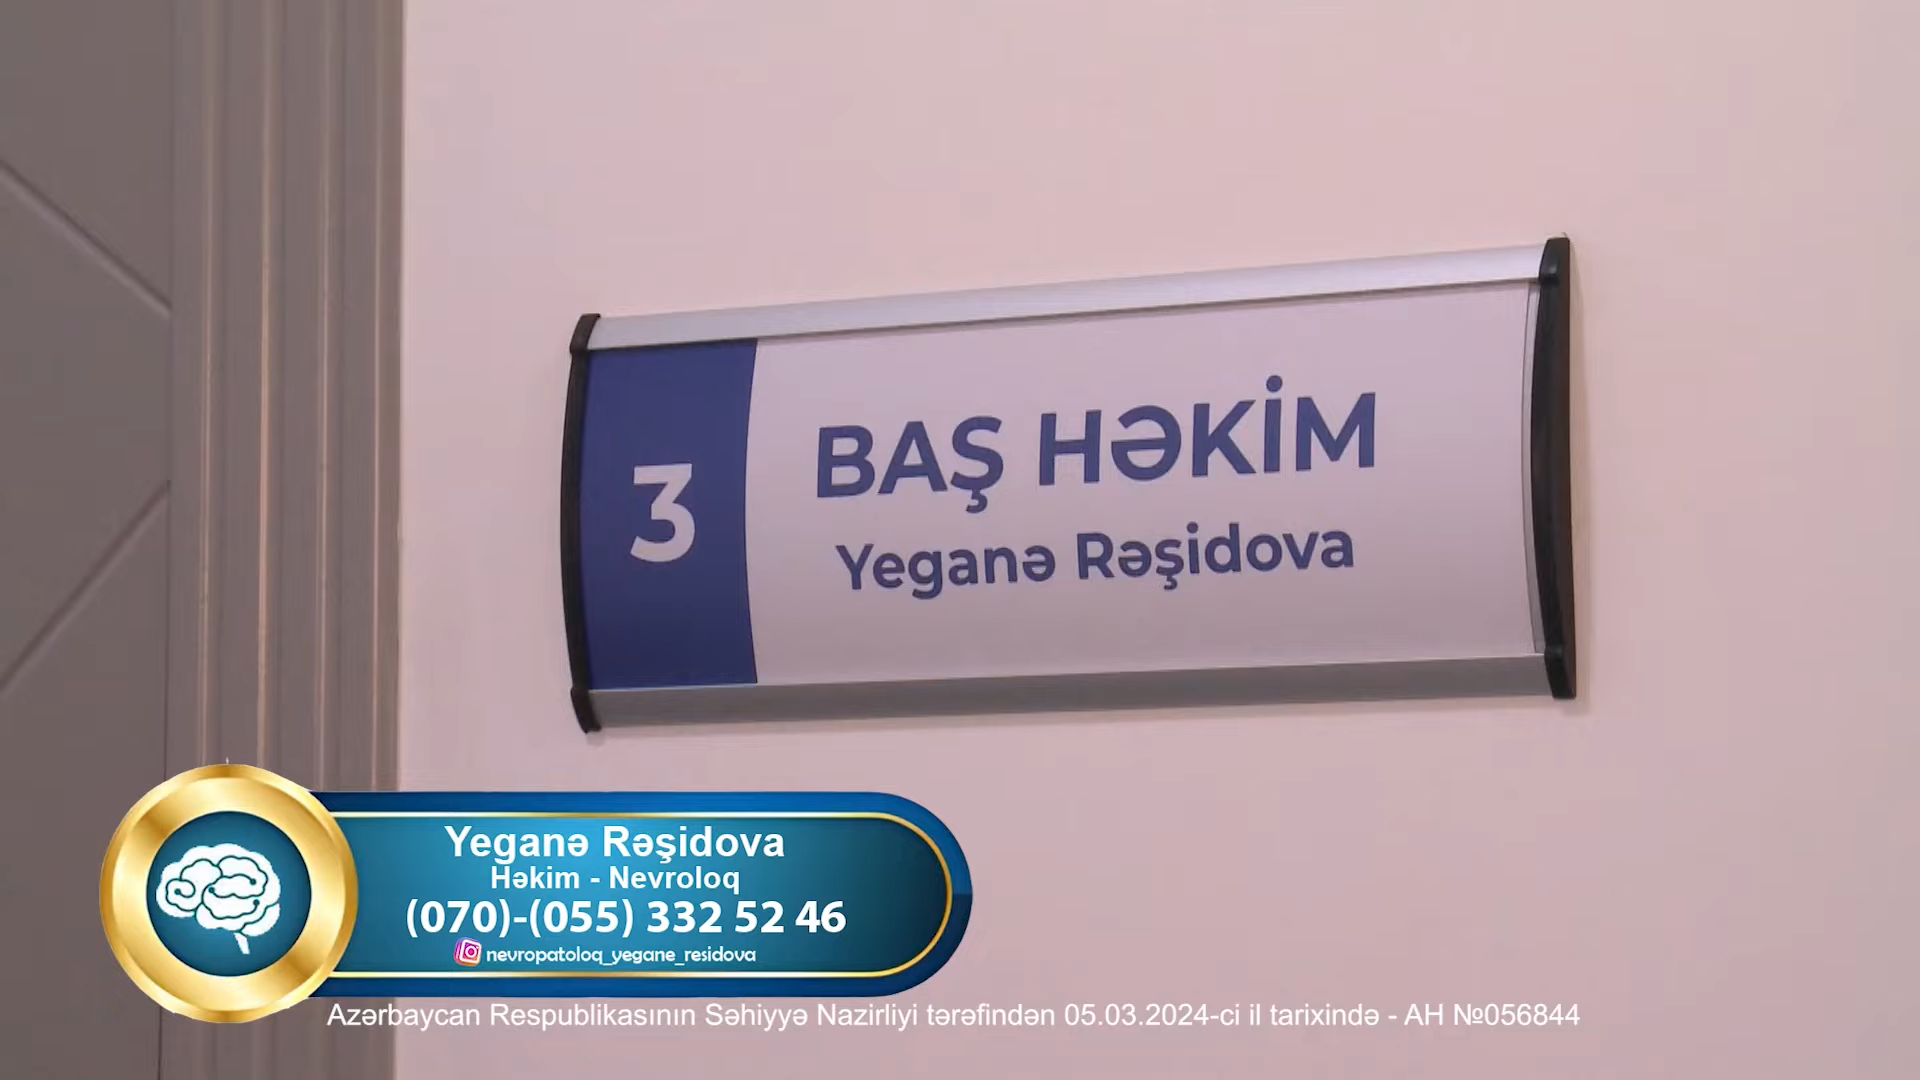 3
BAŞ HƏKİM
Yeganə Rəşidova
Yeganə Rəşidova
Həkim - Nevroloq
(070)-(055) 332 52 46
nevropatoloq_yegane_residova
Azərbaycan Respublikasının Səhiyyə Nazirliyi tərəfindən 05.03.2024-ci il tarixində - AH №056844